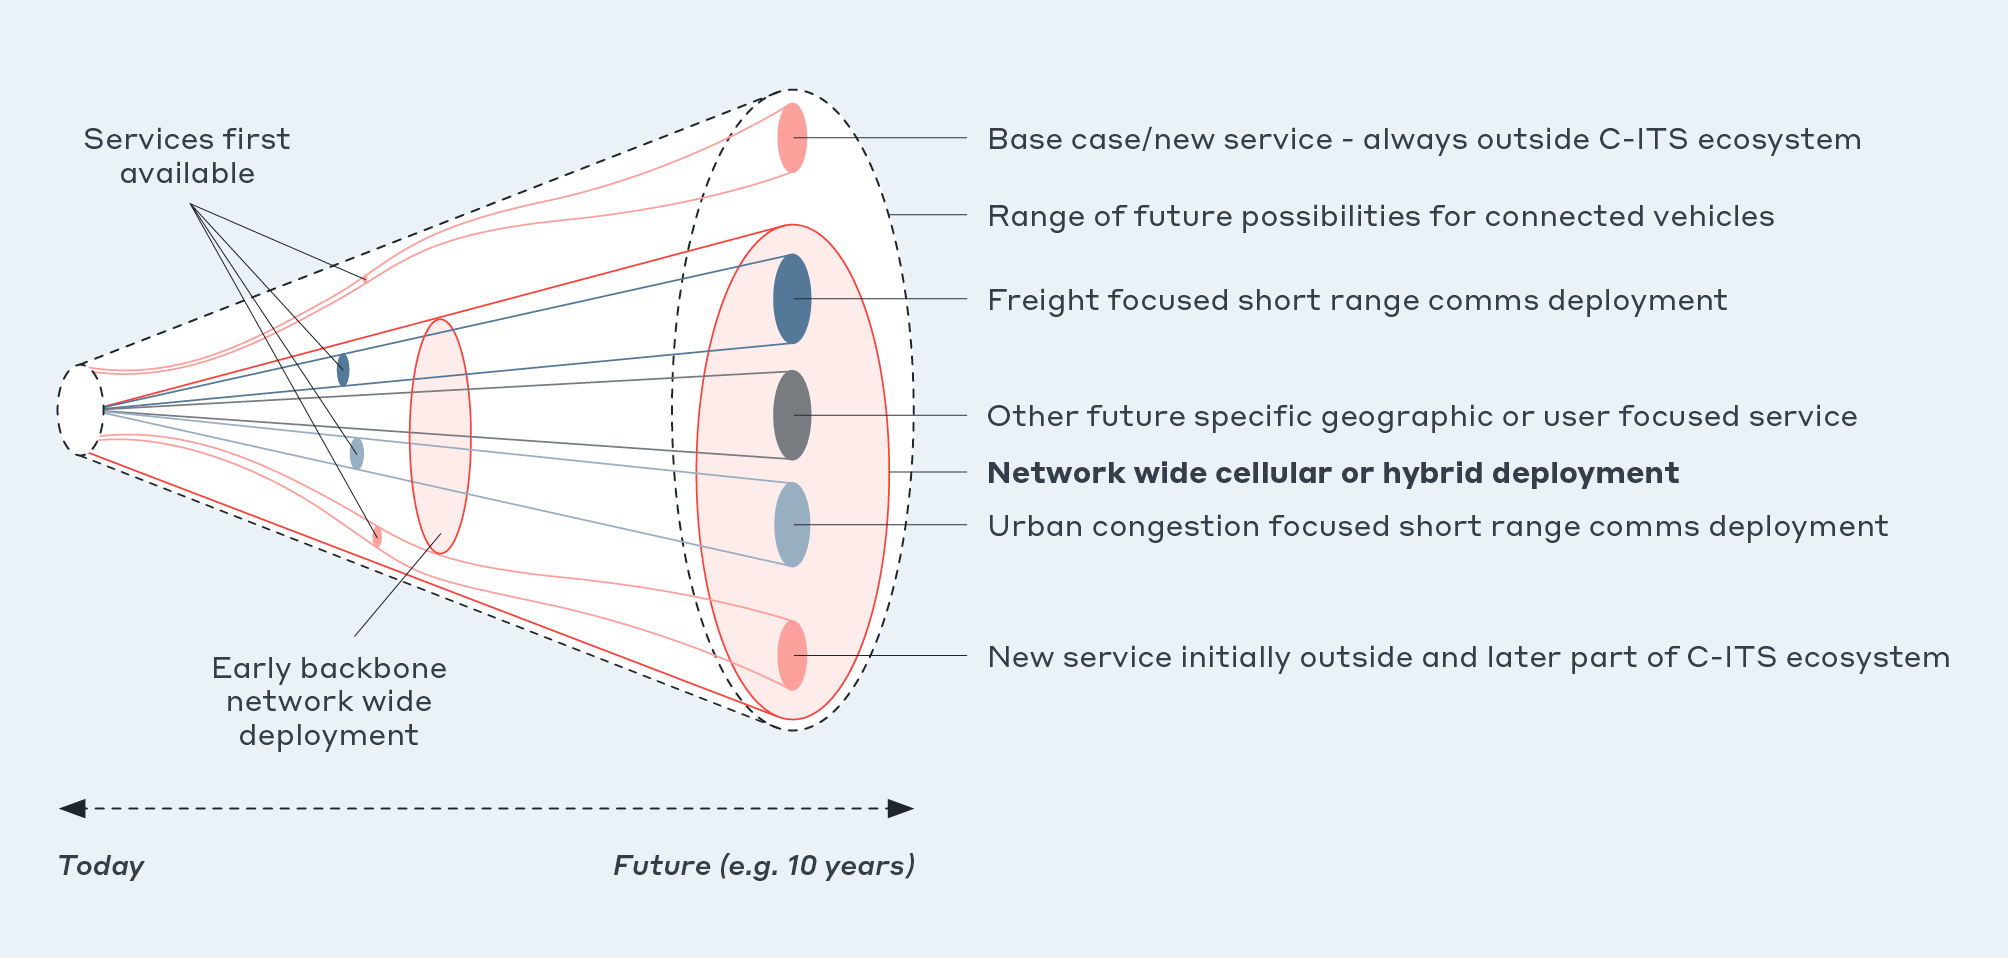 Services first
available
Base case/new service - always outside C-ITS ecosystem
Range of future possibilities for connected vehicles
Freight focused short range comms deployment
Other future specific geographic or user focused service
Network wide cellular or hybrid deployment
Urban congestion focused short range comms deployment
New service initially outside and later part of C-ITS ecosystem
Early backbone
network wide
deployment
Today
Future (e.g. 10 years)